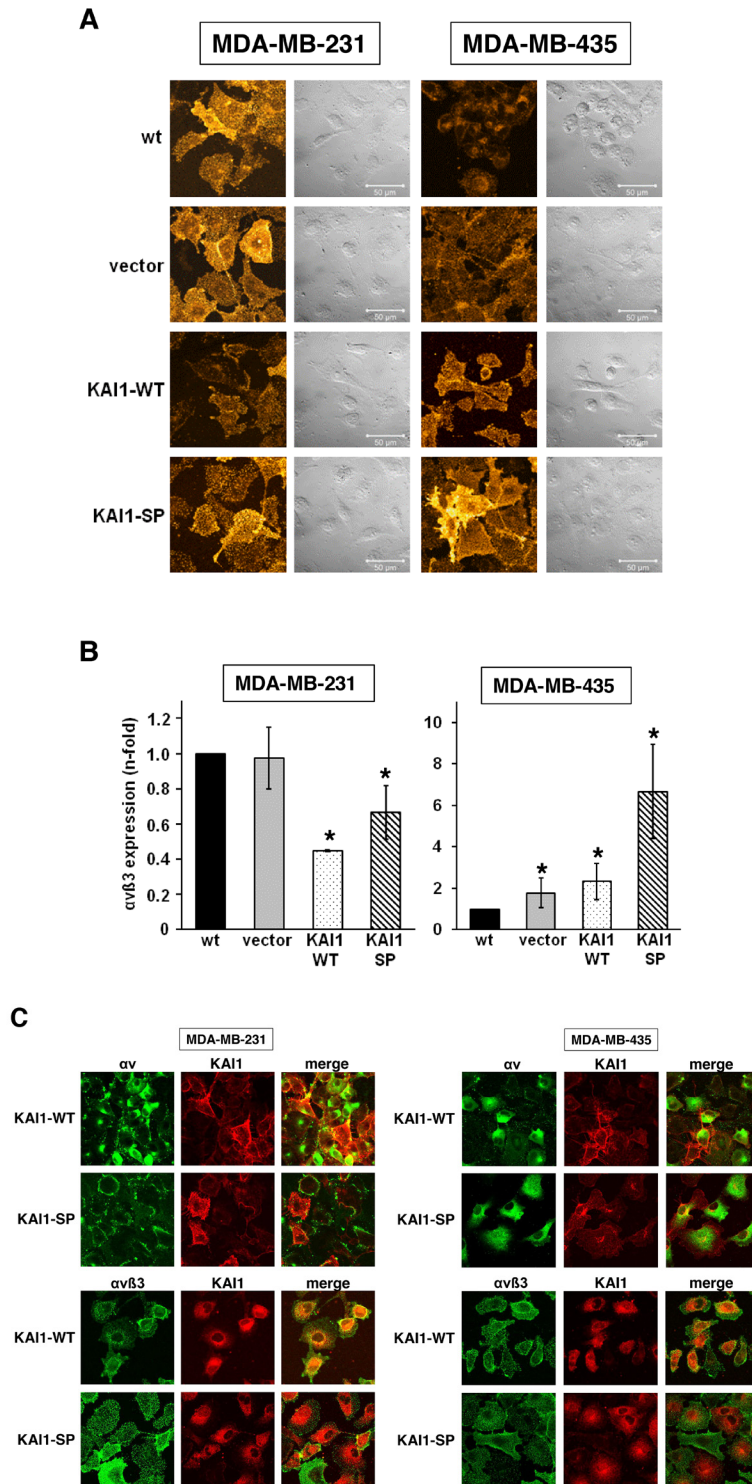 A
MDA-MB-231 MDA-MB-435
wt
50 µm 50 µm
vector
50 µm 50 µm
KAI1-WT
50 µm 50 µm
KAI1-SP
50 µm 50 µm
B
MDA-MB-231 MDA-MB-435
αvß3 expression (n-fold)
1.2
1.0
0.8
0.6
0.4
0.2
0
* *
wt vector KAI1 WT KAI1 SP
10
8
6
4
2
0
* * *
wt vector KAI1 WT KAI1 SP
C
MDA-MB-231 MDA-MB-435
αv KAI1 merge αv KAI1 merge
KAI1-WT KAI1-WT
KAI1-SP KAI1-SP
αvß3 KAI1 merge αvß3 KAI1 merge
KAI1-WT KAI1-WT
KAI1-SP KAI1-SP